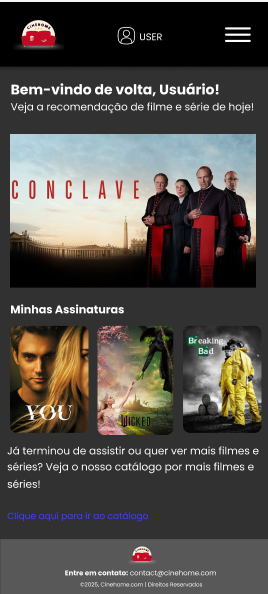 CINEHOME
USER
Bem-vindo de volta, Usuário!
Veja a recomendação de filme e série de hoje!
CONCLAVE
Minhas Assinaturas
YOU
WICKED
Breaking
Bad
Já terminou de assistir ou quer ver mais filmes e
séries? Veja o nosso catálogo por mais filmes e
séries!
Clique aqui para ir ao catálogo
Entre em contato: contact@cinehome.com
©2025, Cinehome.com | Direitos Reservados